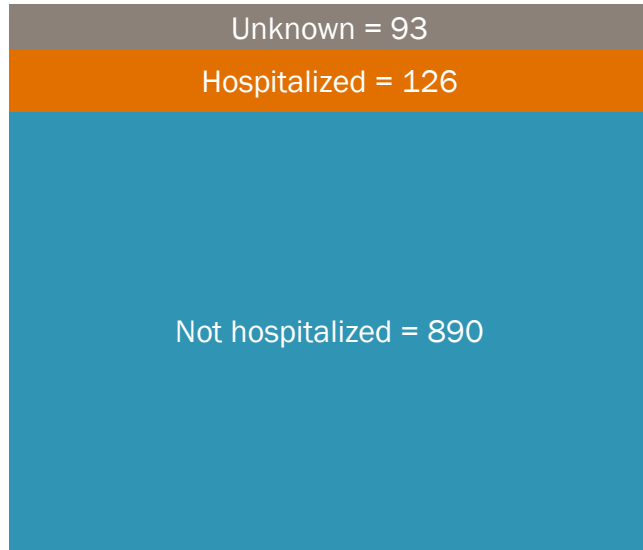 Unknown = 93
Hospitalized = 126
Not hospitalized = 890